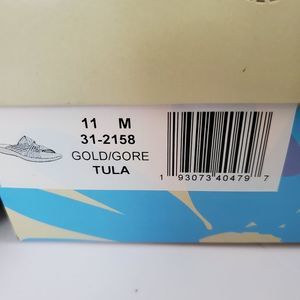 11 M
31-2158
GOLD/GORE
TULA
1 93073 40479 7